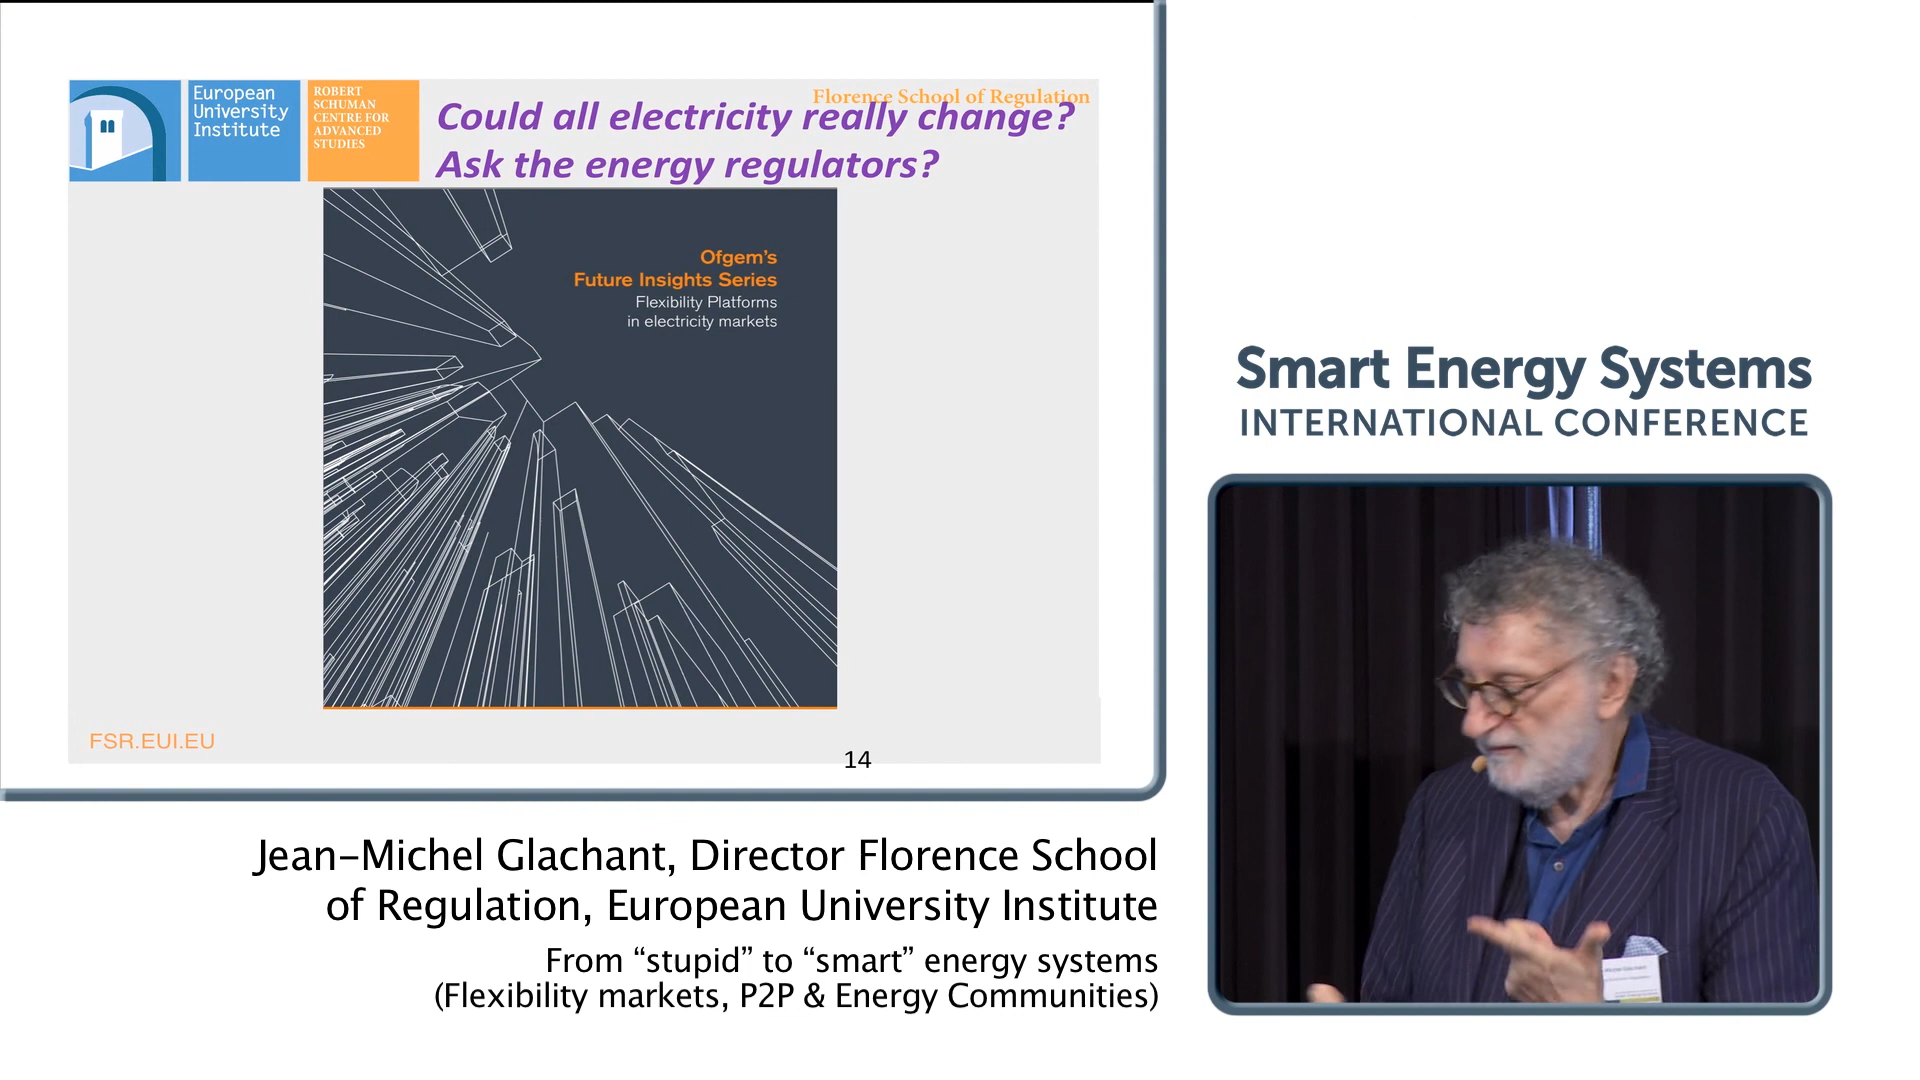 European
University
Institute
ROBERT
SCHUMAN
CENTRE FOR
ADVANCED
STUDIES
Florence School of Regulation
Could all electricity really change?
Ask the energy regulators?
Ofgem's
Future Insights Series
Flexibility Platforms
in electricity markets
FSR.EUI.EU
14
Smart Energy Systems
INTERNATIONAL CONFERENCE
Jean-Michel Glachant, Director Florence School
of Regulation, European University Institute
From “stupid” to “smart” energy systems
(Flexibility markets, P2P & Energy Communities)